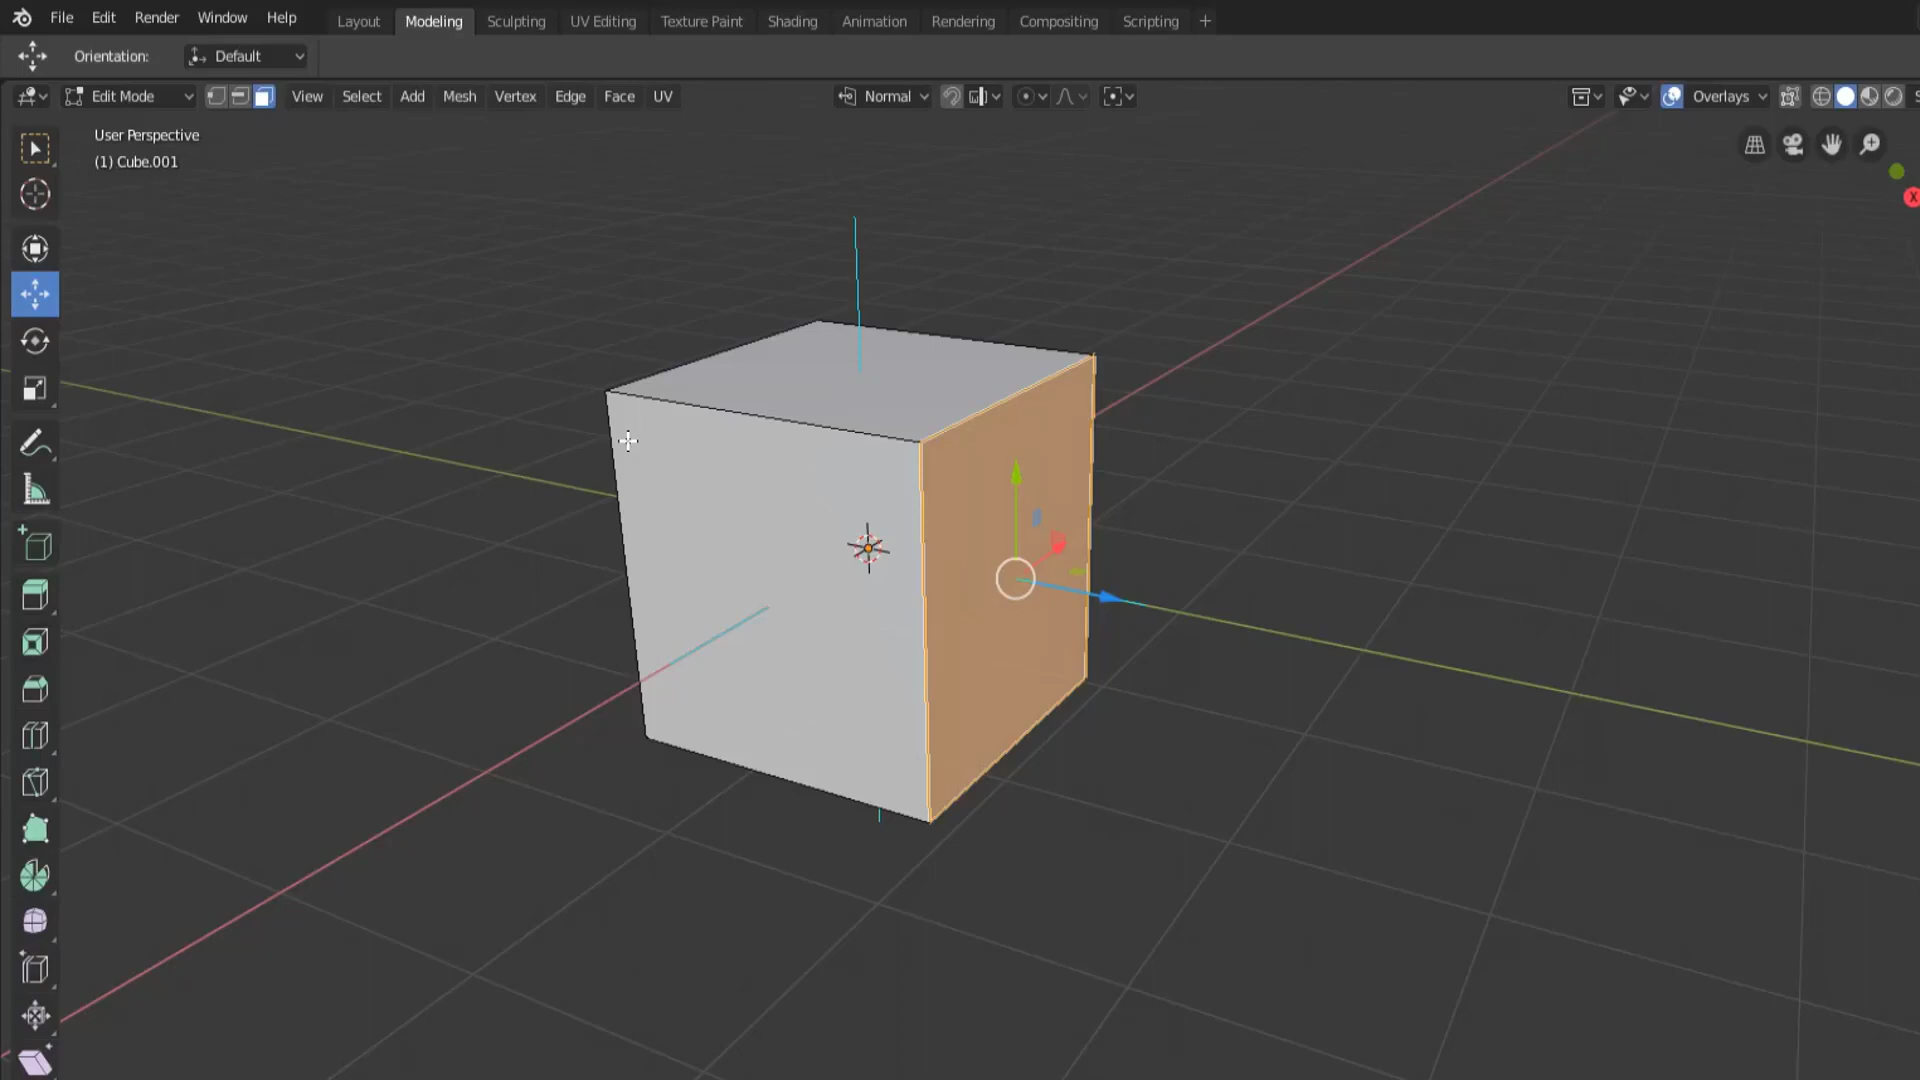 File Edit Render Window Help Layout Modeling Sculpting UV Editing Texture Paint Shading Animation Rendering Compositing Scripting +
Orientation: Default
Edit Mode View Select Add Mesh Vertex Edge Face UV Normal Overlays
User Perspective
(1) Cube.001
X